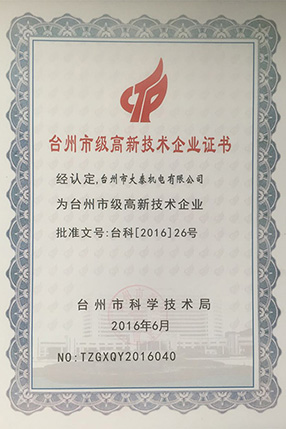 台州市级高新技术企业证书
经认定,台州市大泰机电有限公司
为台州市级高新技术企业
批准文号:台科[2016]26号
台州市科学技术局
2016年6月
NO:TZGXQY2016040